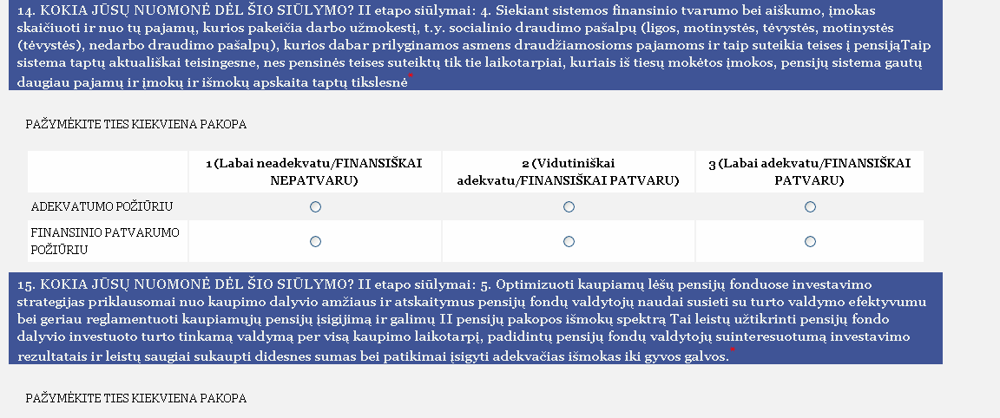 14. KOKIA JŪSŲ NUOMONĖ DĖL ŠIO SIŪLYMO? II etapo siūlymai: 4. Siekiant sistemos finansinio tvarumo bei aiškumo, įmokas
skaičiuoti ir nuo tų pajamų, kurios pakeičia darbo užmokestį, t.y. socialinio draudimo pašalpų (ligos, motinystės, tėvystės, motinystės
(tėvystės), nedarbo draudimo pašalpų), kurios dabar prilyginamos asmens draudžiamosioms pajamoms ir taip suteikia teises į pensijąTaip
sistema taptų aktuališkai teisingesne, nes pensinės teises suteiktų tik tie laikotarpiai, kuriais iš tiesų mokėtos įmokos, pensijų sistema gautų
daugiau pajamų ir įmokų ir išmokų apskaita taptų tikslesnė
PAŽYMĖKITE TIES KIEKVIENA PAKOPA
1 (Labai neadekvatu/FINANSIŠKAI
NEPATVARU)
2 (Vidutiniškai
adekvatu/FINANSIŠKAI PATVARU)
3 (Labai adekvatu/FINANSIŠKAI
PATVARU)
ADEKVATUMO POŽIŪRIU
FINANSINIO PATVARUMO
POŽIŪRIU
15. KOKIA JŪSŲ NUOMONĖ DĖL ŠIO SIŪLYMO? II etapo siūlymai: 5. Optimizuoti kaupiamų lėšų pensijų fonduose investavimo
strategijas priklausomai nuo kaupimo dalyvio amžiaus ir atskaitymus pensijų fondų valdytojų naudai susieti su turto valdymo efektyvumu
bei geriau reglamentuoti kaupiamųjų pensijų įsigijimą ir galimų II pensijų pakopos išmokų spektrą Tai leistų užtikrinti pensijų fondo
dalyvio investuoto turto tinkamą valdymą per visą kaupimo laikotarpį, padidintų pensijų fondų valdytojų suinteresuotumą investavimo
rezultatais ir leistų saugiai sukaupti didesnes sumas bei patikimai įsigyti adekvačias išmokas iki gyvos galvos.
PAŽYMĖKITE TIES KIEKVIENA PAKOPA